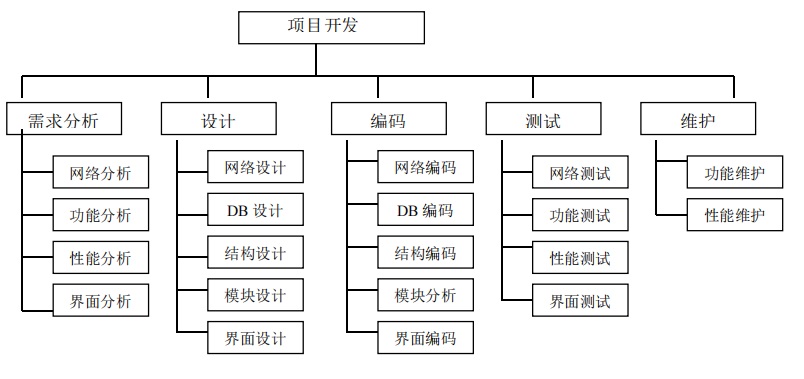 项目开发
需求分析
设计
编码
测试
维护
网络分析
功能分析
性能分析
界面分析
网络设计
DB 设计
结构设计
模块设计
界面设计
网络编码
DB 编码
结构编码
模块分析
界面编码
网络测试
功能测试
性能测试
界面测试
功能维护
性能维护